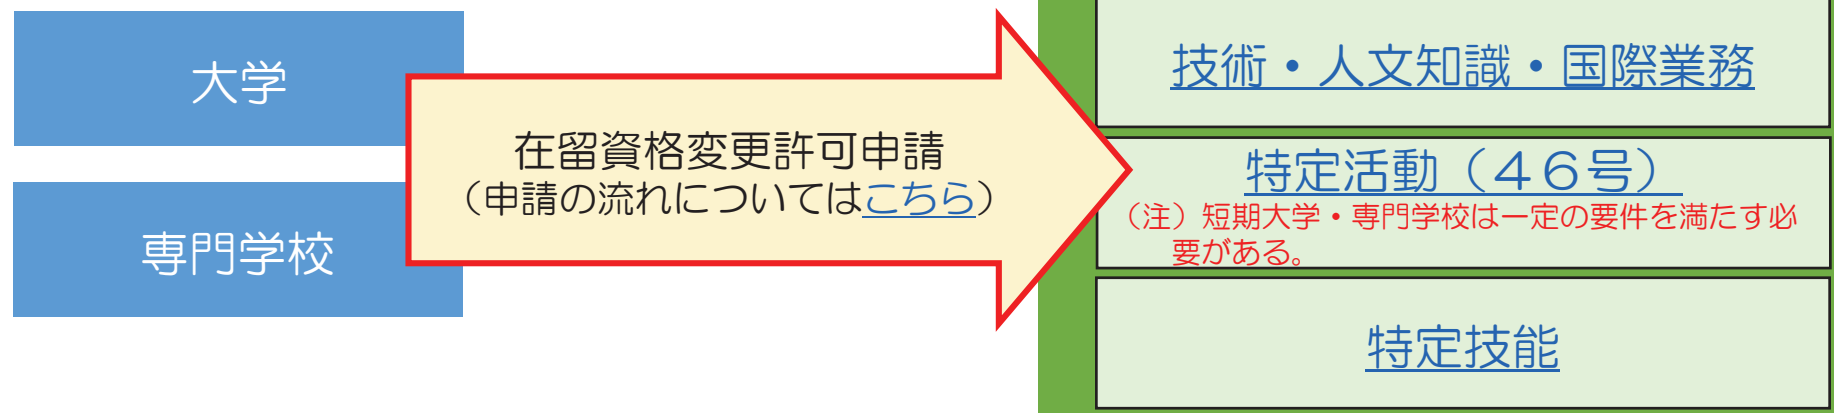 大学
専門学校
在留資格変更許可申請
（申請の流れについてはこちら）
技術・人文知識・国際業務
特定活動（４６号）
（注）短期大学・専門学校は一定の要件を満たす必
要がある。
特定技能